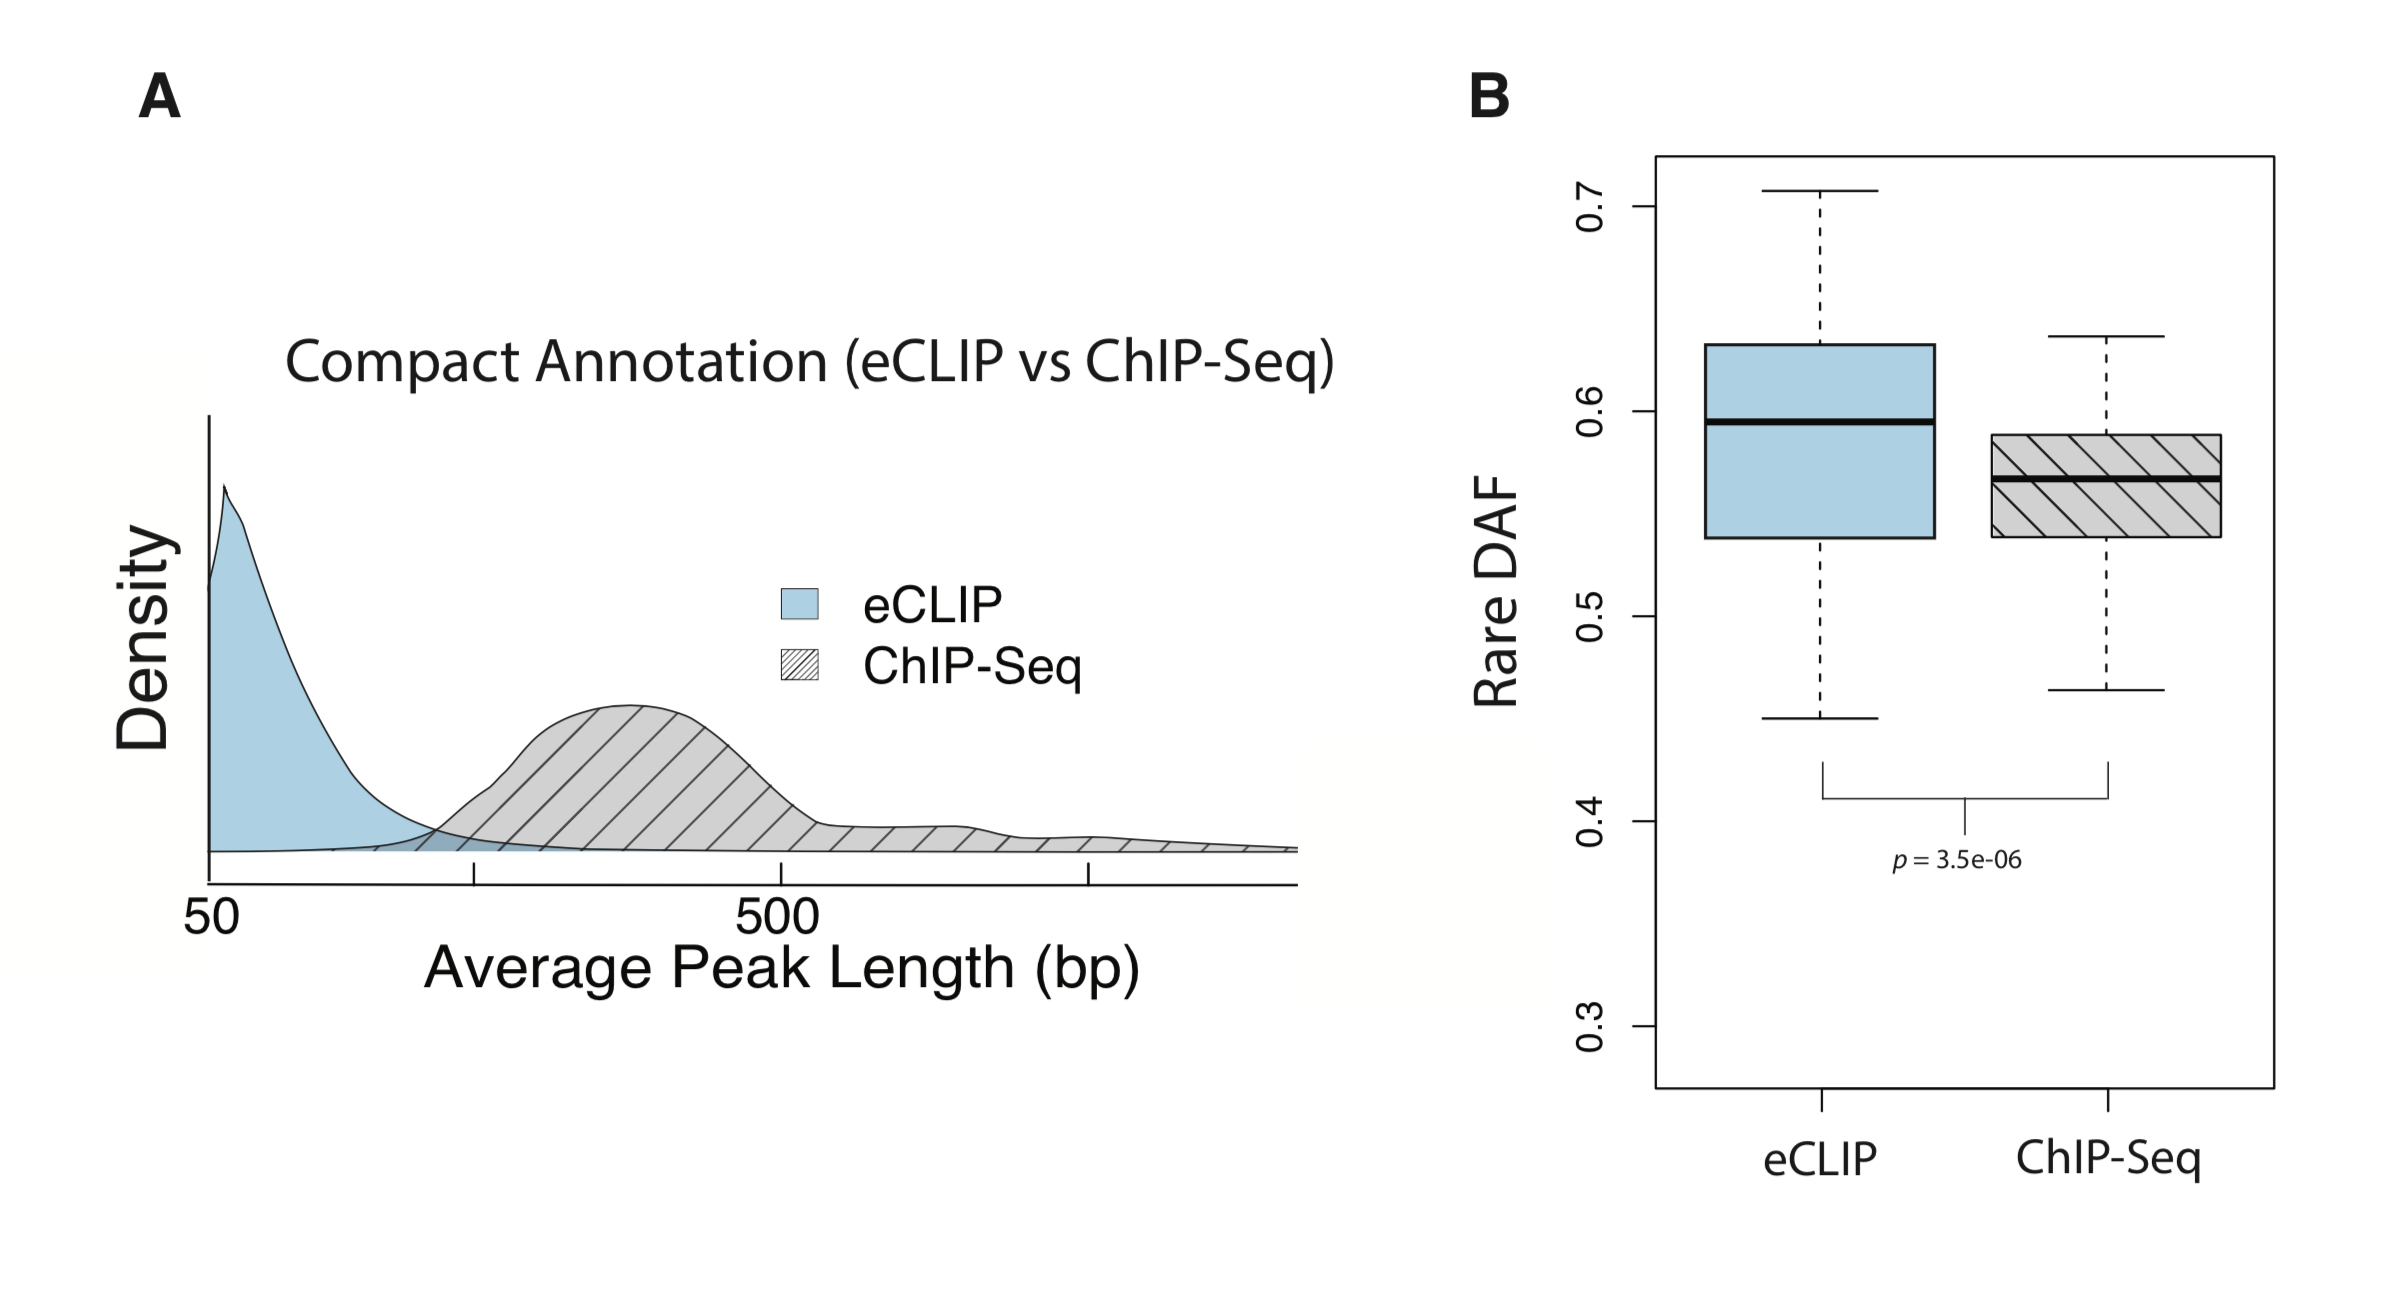 A
Compact Annotation (eCLIP vs ChIP-Seq)
Density
eCLIP
ChIP-Seq
50
500
Average Peak Length (bp)
B
Rare DAF
0.7
0.6
0.5
0.4
0.3
p = 3.5e-06
eCLIP
ChIP-Seq